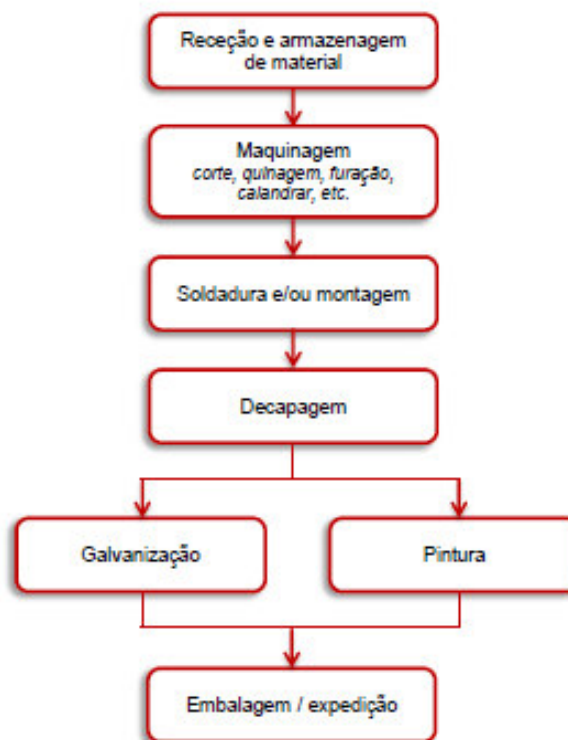 Receção e armazenagem
de material
Maquinagem
corte, quinagem, furação,
calandrar, etc.
Soldadura e/ou montagem
Decapagem
Galvanização
Pintura
Embalagem / expedição